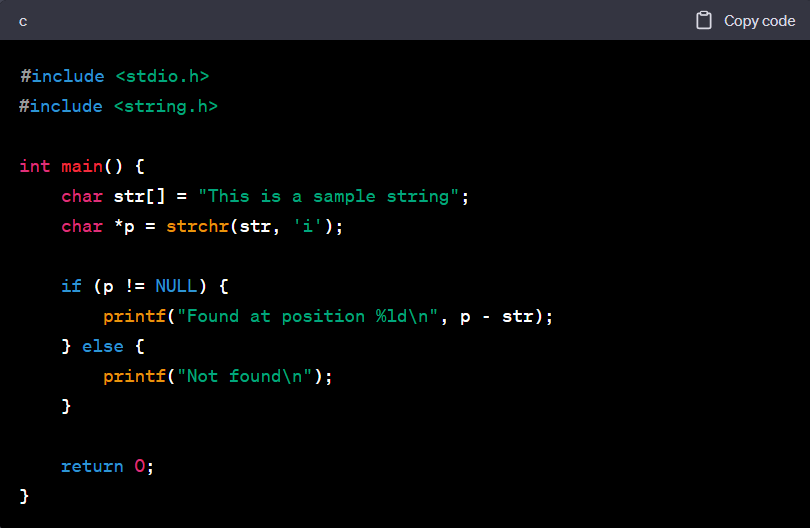 c
Copy code
#include <stdio.h>
#include <string.h>

int main() {
    char str[] = "This is a sample string";
    char *p = strchr(str, 'i');

    if (p != NULL) {
        printf("Found at position %ld\n", p - str);
    } else {
        printf("Not found\n");
    }

    return 0;
}